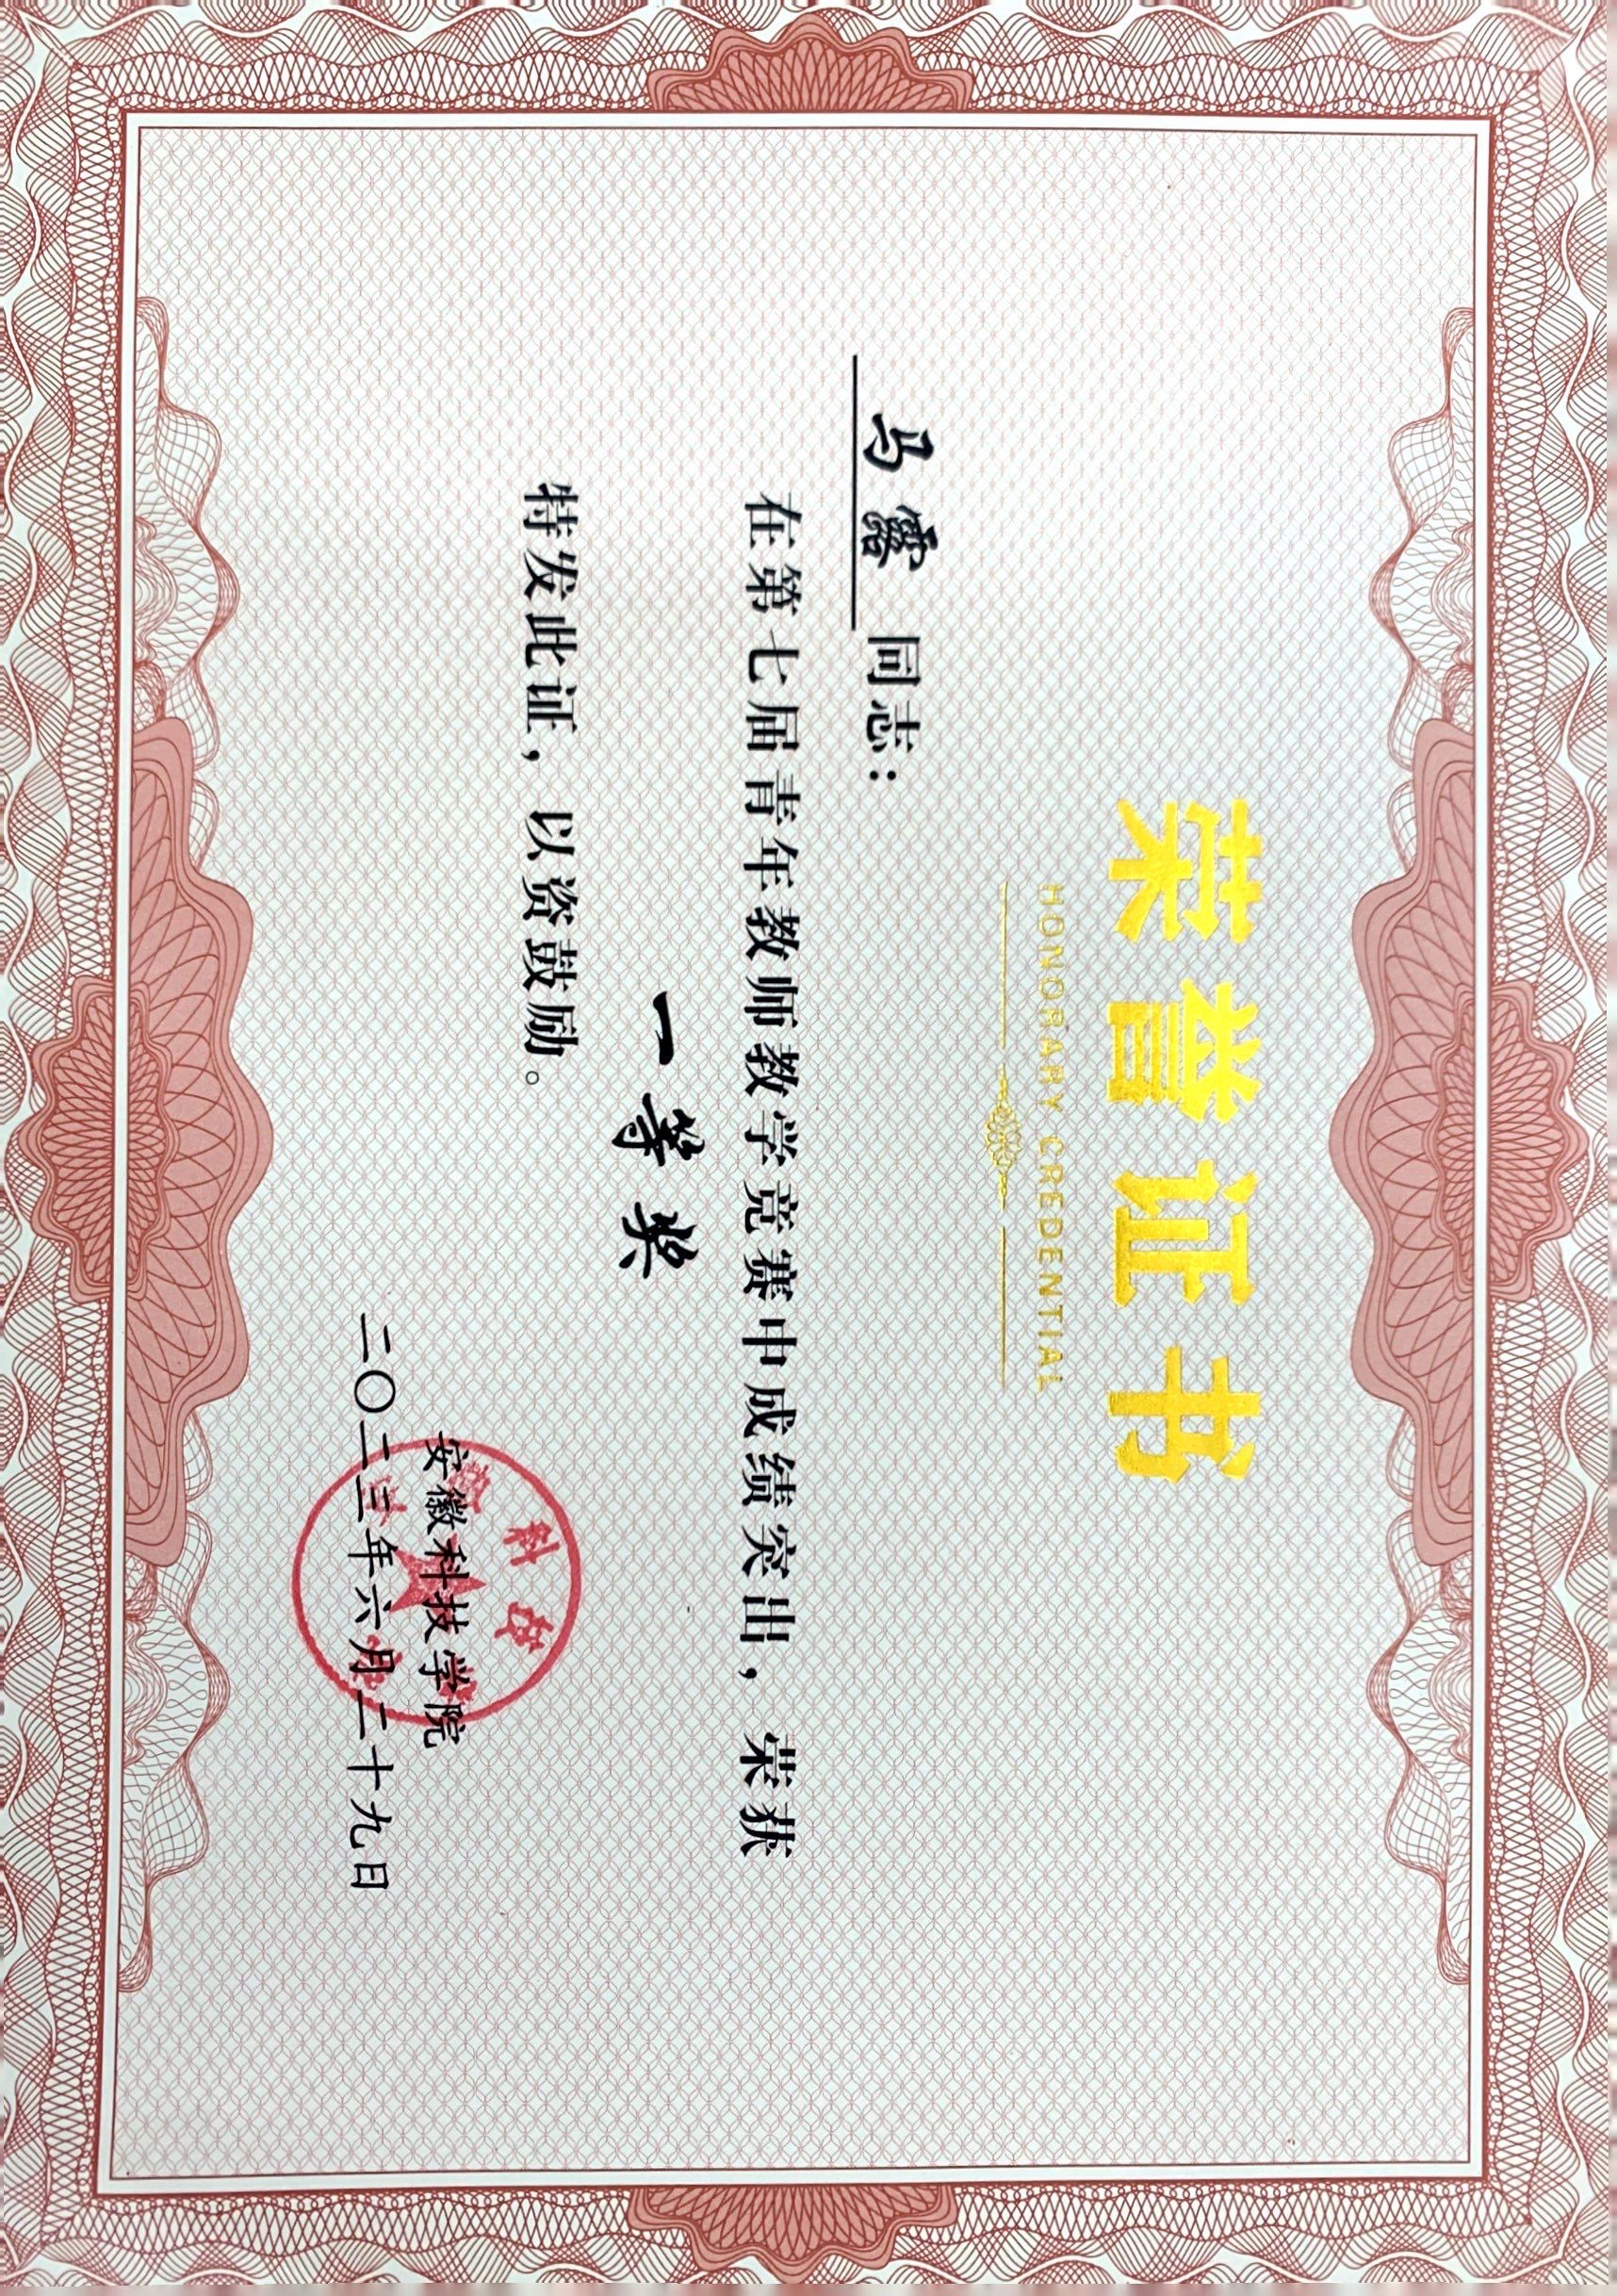 荣誉证书
HONORARY CREDENTIAL
马露 同志：
在第七届青年教师教学竞赛中成绩突出，荣获
一等奖
特发此证，以资鼓励。
安徽科技学院
二〇二三年六月二十九日